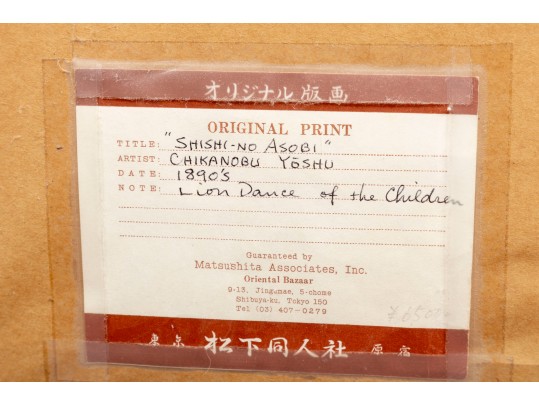 オリジナル版画
ORIGINAL PRINT
TITLE: "SHISHI-NO ASOBI"
ARTIST: CHIKANOBU YŌSHU
DATE: 1890'S
NOTE: Lion Dance of the Children
Guaranteed by
Matsushita Associates, Inc.
Oriental Bazaar
9-13, Jingumae, 5-chome
Shibuya-ku, Tokyo 150
Tel (03) 407-0279
東京 松下同人社 原宿